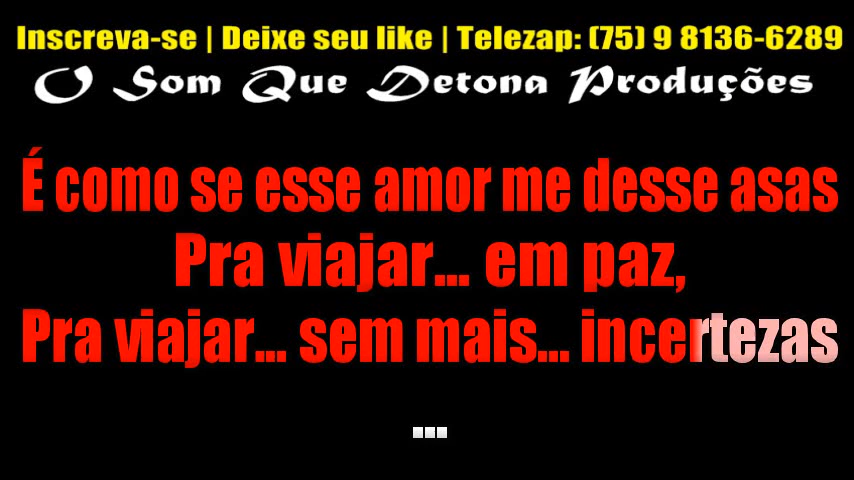 Inscreva-se | Deixe seu like | Telezap: (75) 9 8136-6289
O Som Que Detona Produções
É como se esse amor me desse asas
Pra viajar... em paz,
Pra viajar... sem mais... incertezas
...